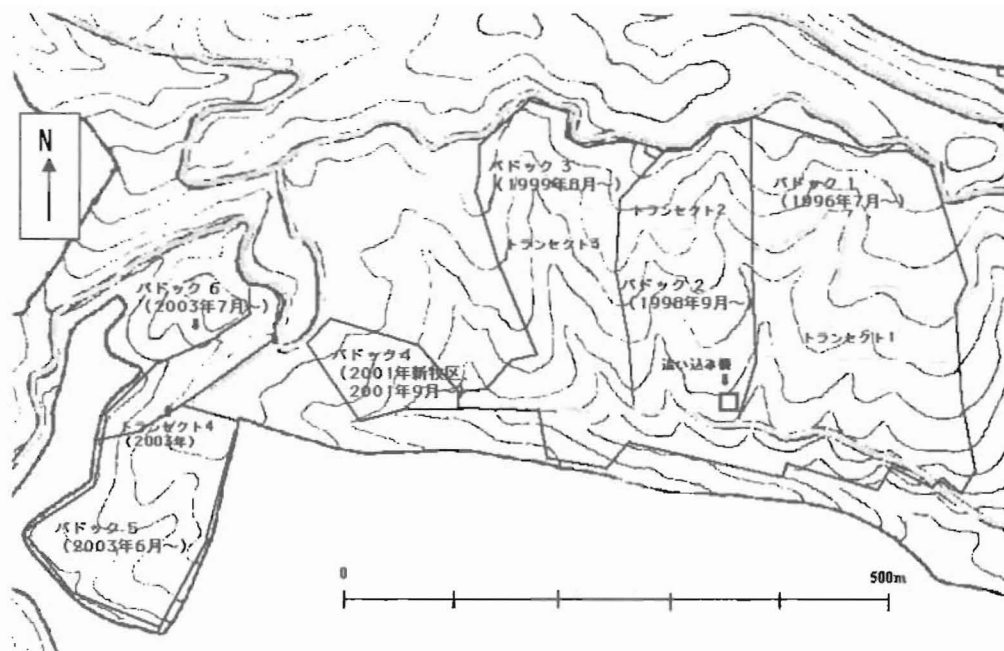 N
パドック 3
(1999年8月〜)
パドック 1
(1996年7月〜)
トランセクト2
トランセクト3
パドック 6
(2003年7月〜)
パドック 2
(1998年9月〜)
トランセクト1
パドック4
(2001年新牧区、
2001年9月〜)
追い込み柵
トランセクト4
(2003年)
パドック 5
(2003年6月〜)
0
500m